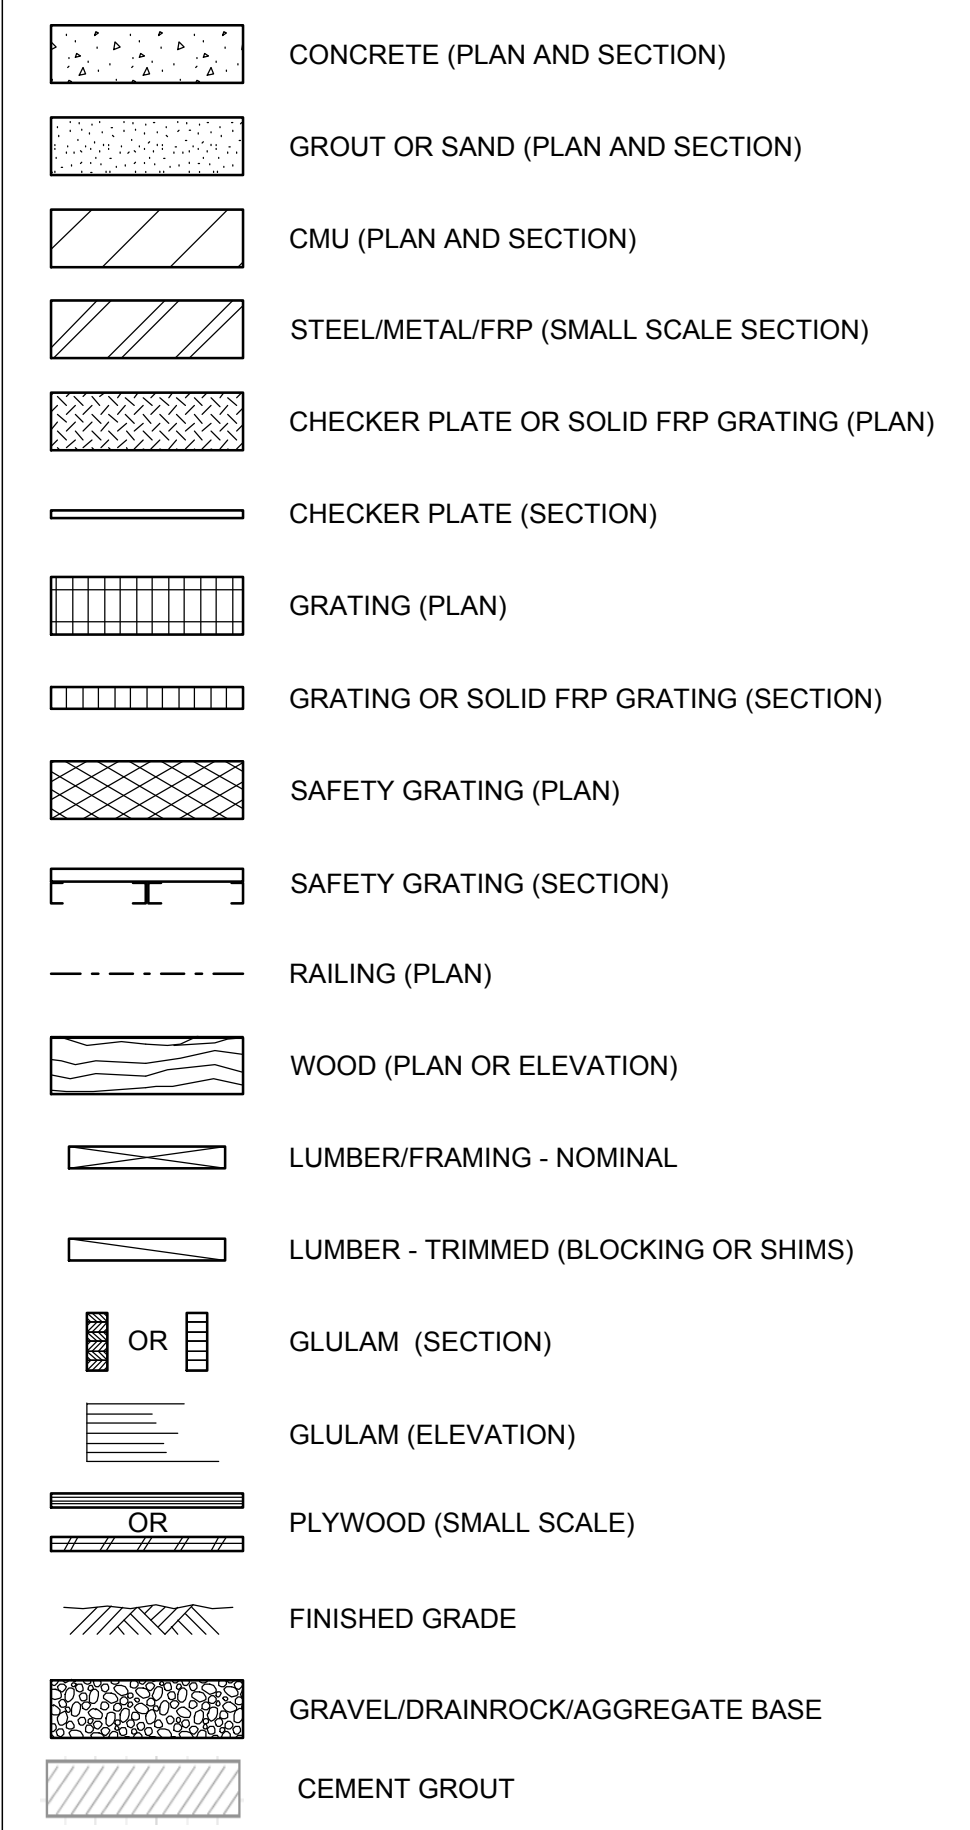 CONCRETE (PLAN AND SECTION)
GROUT OR SAND (PLAN AND SECTION)
CMU (PLAN AND SECTION)
STEEL/METAL/FRP (SMALL SCALE SECTION)
CHECKER PLATE OR SOLID FRP GRATING (PLAN)
CHECKER PLATE (SECTION)
GRATING (PLAN)
GRATING OR SOLID FRP GRATING (SECTION)
SAFETY GRATING (PLAN)
SAFETY GRATING (SECTION)
RAILING (PLAN)
WOOD (PLAN OR ELEVATION)
LUMBER/FRAMING - NOMINAL
LUMBER - TRIMMED (BLOCKING OR SHIMS)
OR GLULAM (SECTION)
GLULAM (ELEVATION)
OR PLYWOOD (SMALL SCALE)
FINISHED GRADE
GRAVEL/DRAINROCK/AGGREGATE BASE
CEMENT GROUT